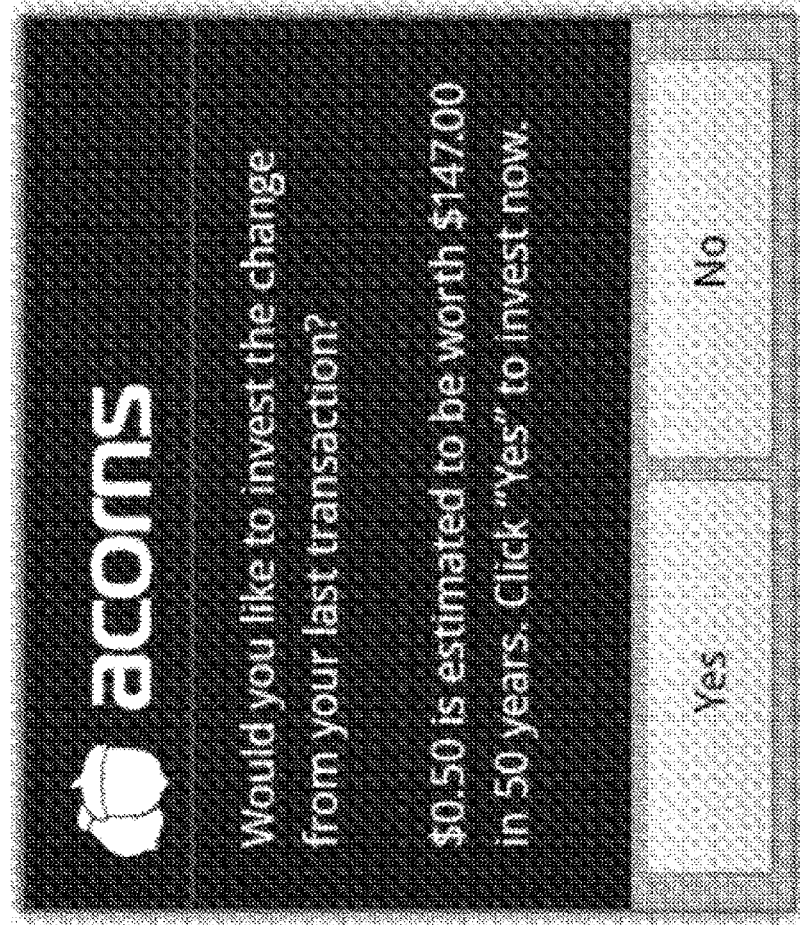 acorns
Would you like to invest the change
from your last transaction?
$0.50 is estimated to be worth $147.00
in 50 years. Click “Yes” to invest now.
Yes
No